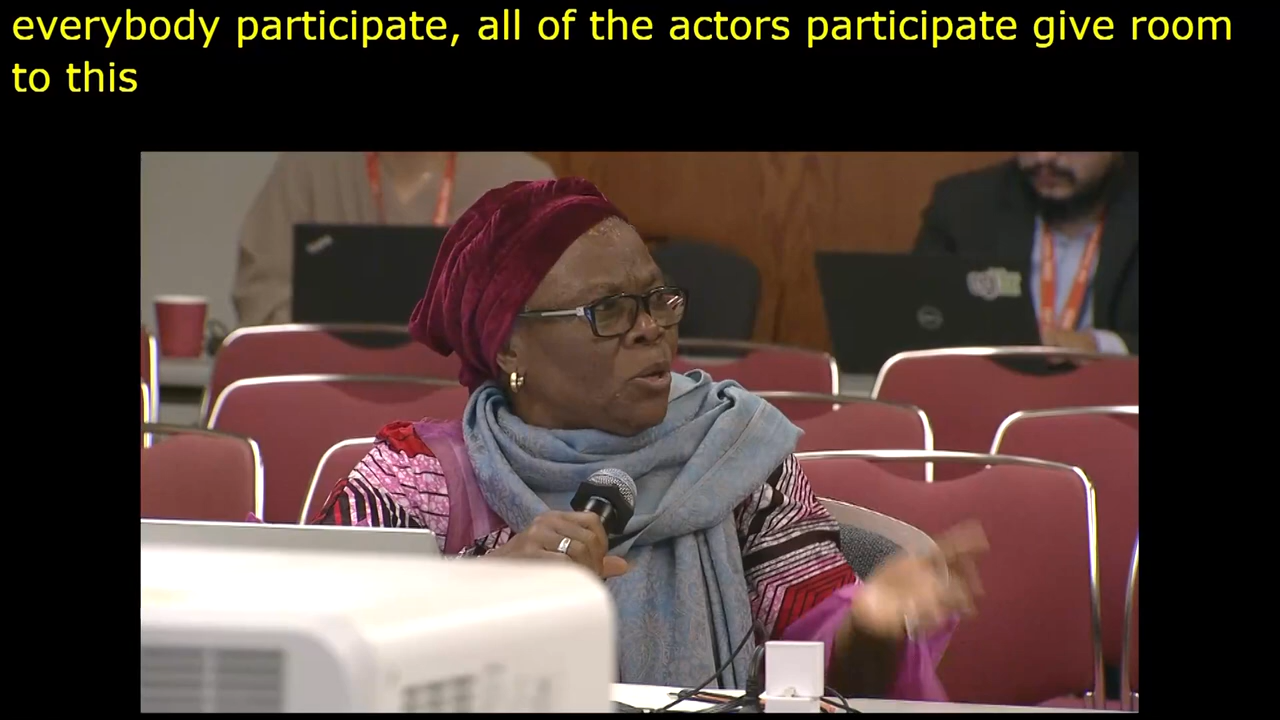 everybody participate, all of the actors participate give room
to this